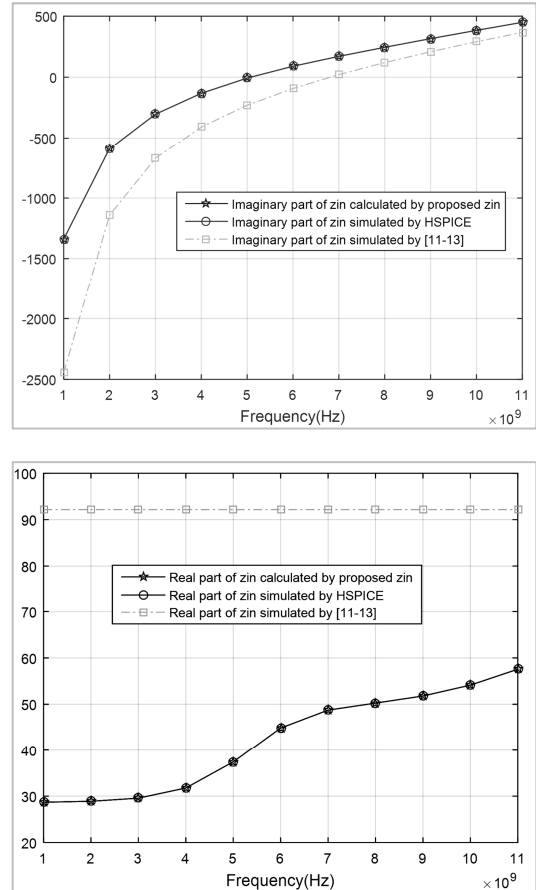 500
0
-500
-1000
-1500
-2000
-2500
Imaginary part of zin calculated by proposed zin
Imaginary part of zin simulated by HSPICE
Imaginary part of zin simulated by [11-13]
1 2 3 4 5 6 7 8 9 10 11
Frequency(Hz)
×10⁹
100
90
80
70
60
50
40
30
20
Real part of zin calculated by proposed zin
Real part of zin simulated by HSPICE
Real part of zin simulated by [11-13]
1 2 3 4 5 6 7 8 9 10 11
Frequency(Hz)
×10⁹